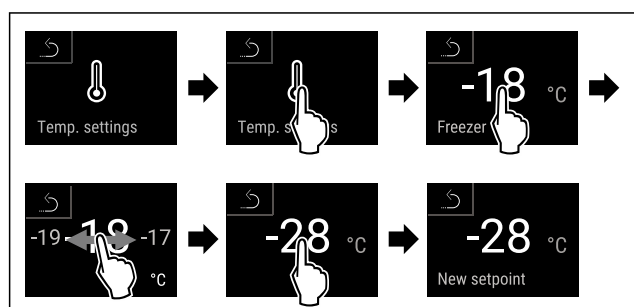 Temp. settings
Temp. s s
-18 °C
Freezer
-19 -18 -17
°C
-28 °C
-28 °C
New setpoint